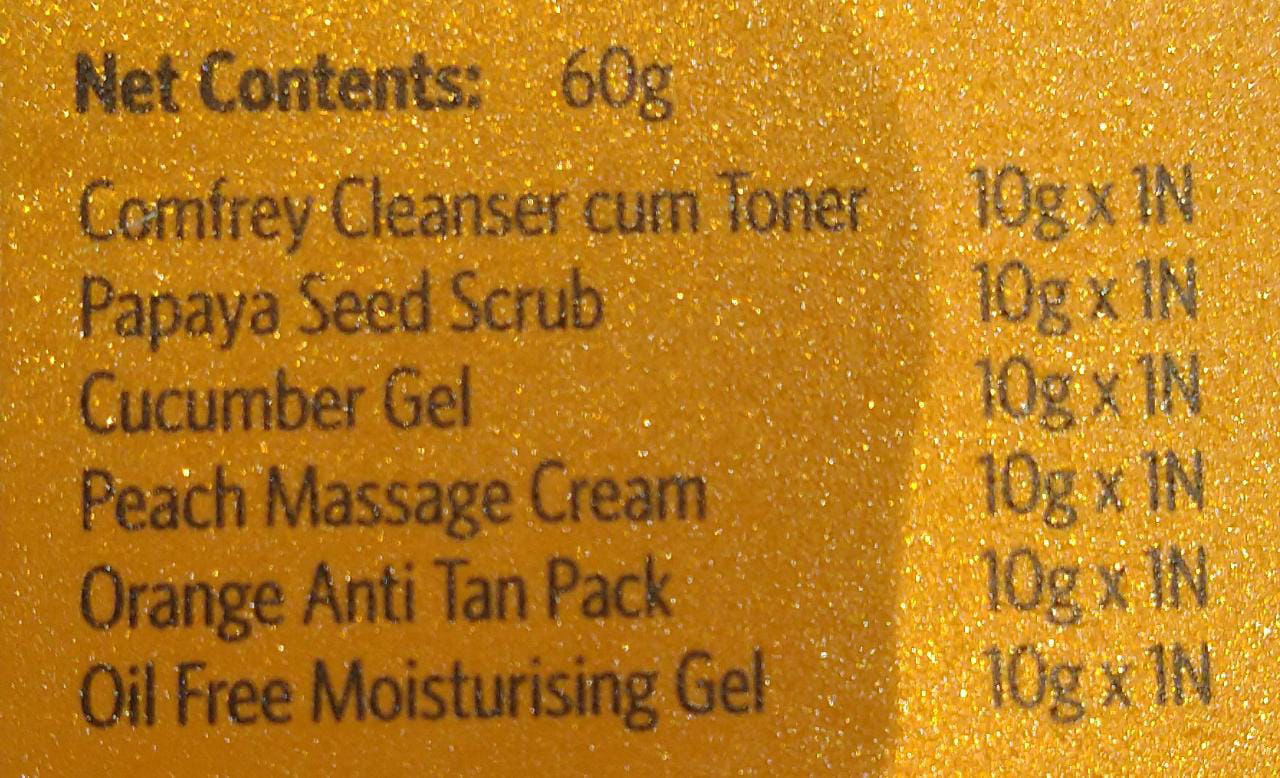 Net Contents: 60g
Comfrey Cleanser cum Toner 10g x 1N
Papaya Seed Scrub 10g x 1N
Cucumber Gel 10g x 1N
Peach Massage Cream 10g x 1N
Orange Anti Tan Pack 10g x 1N
Oil Free Moisturising Gel 10g x 1N